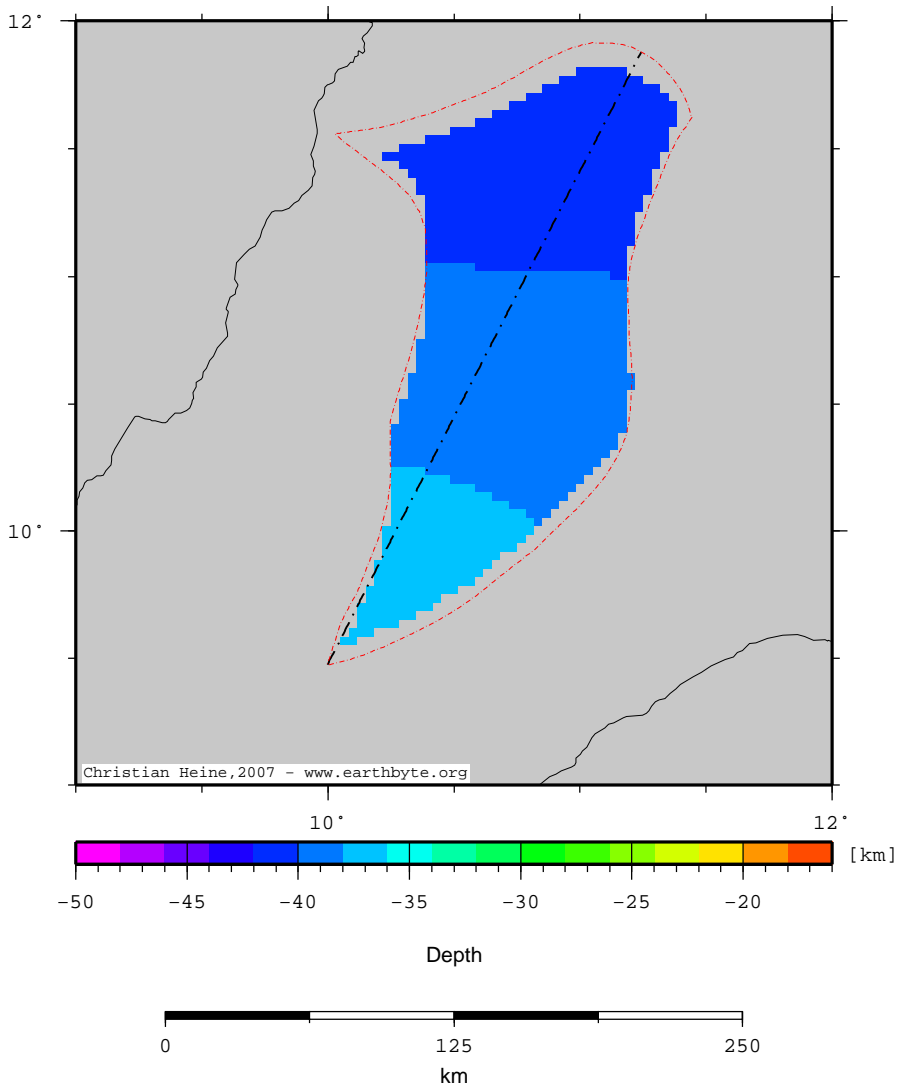 12°
10°
Christian Heine,2007 - www.earthbyte.org
10° 12°
[km]
-50 -45 -40 -35 -30 -25 -20
Depth
0 125 250
km